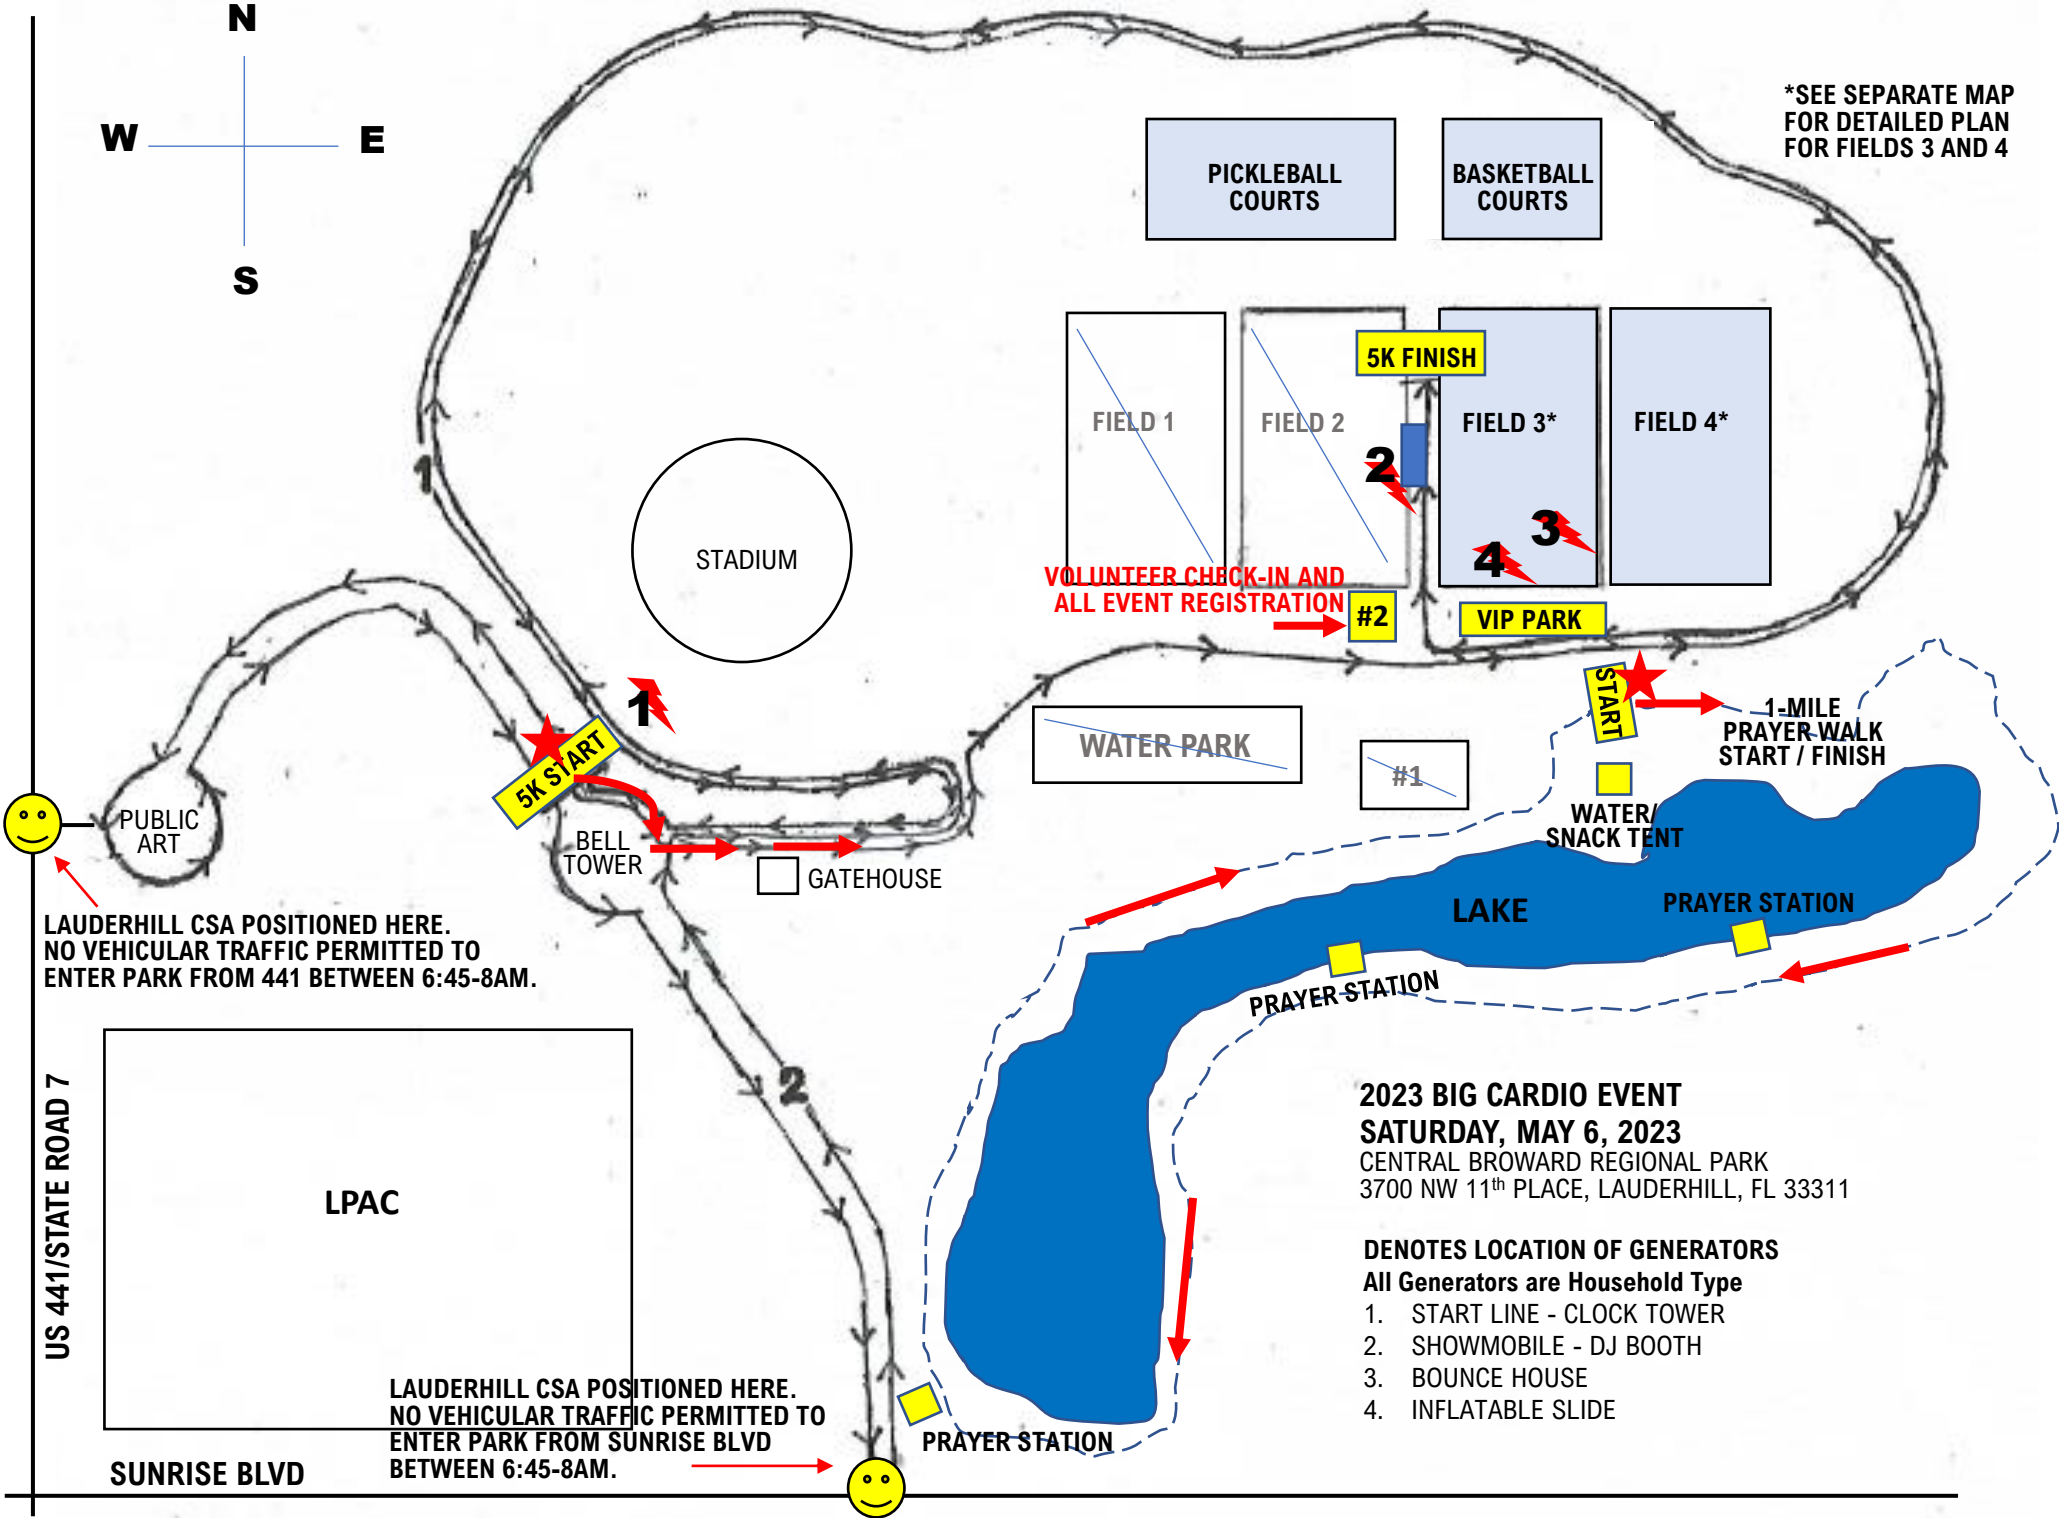 N
W
E
S
*SEE SEPARATE MAP
FOR DETAILED PLAN
FOR FIELDS 3 AND 4
PICKLEBALL
COURTS
BASKETBALL
COURTS
5K FINISH
FIELD 1
FIELD 2
FIELD 3*
FIELD 4*
1
2
3
4
STADIUM
VOLUNTEER CHECK-IN AND
ALL EVENT REGISTRATION
#2
VIP PARK
START
1
5K START
WATER PARK
#1
1-MILE
PRAYER WALK
START / FINISH
PUBLIC
ART
BELL
TOWER
GATEHOUSE
WATER/
SNACK TENT
LAKE
PRAYER STATION
PRAYER STATION
LAUDERHILL CSA POSITIONED HERE.
NO VEHICULAR TRAFFIC PERMITTED TO
ENTER PARK FROM 441 BETWEEN 6:45-8AM.
2
US 441/STATE ROAD 7
LPAC
2023 BIG CARDIO EVENT
SATURDAY, MAY 6, 2023
CENTRAL BROWARD REGIONAL PARK
3700 NW 11th PLACE, LAUDERHILL, FL 33311
DENOTES LOCATION OF GENERATORS
All Generators are Household Type
1. START LINE - CLOCK TOWER
2. SHOWMOBILE - DJ BOOTH
3. BOUNCE HOUSE
4. INFLATABLE SLIDE
LAUDERHILL CSA POSITIONED HERE.
NO VEHICULAR TRAFFIC PERMITTED TO
ENTER PARK FROM SUNRISE BLVD
BETWEEN 6:45-8AM.
PRAYER STATION
SUNRISE BLVD